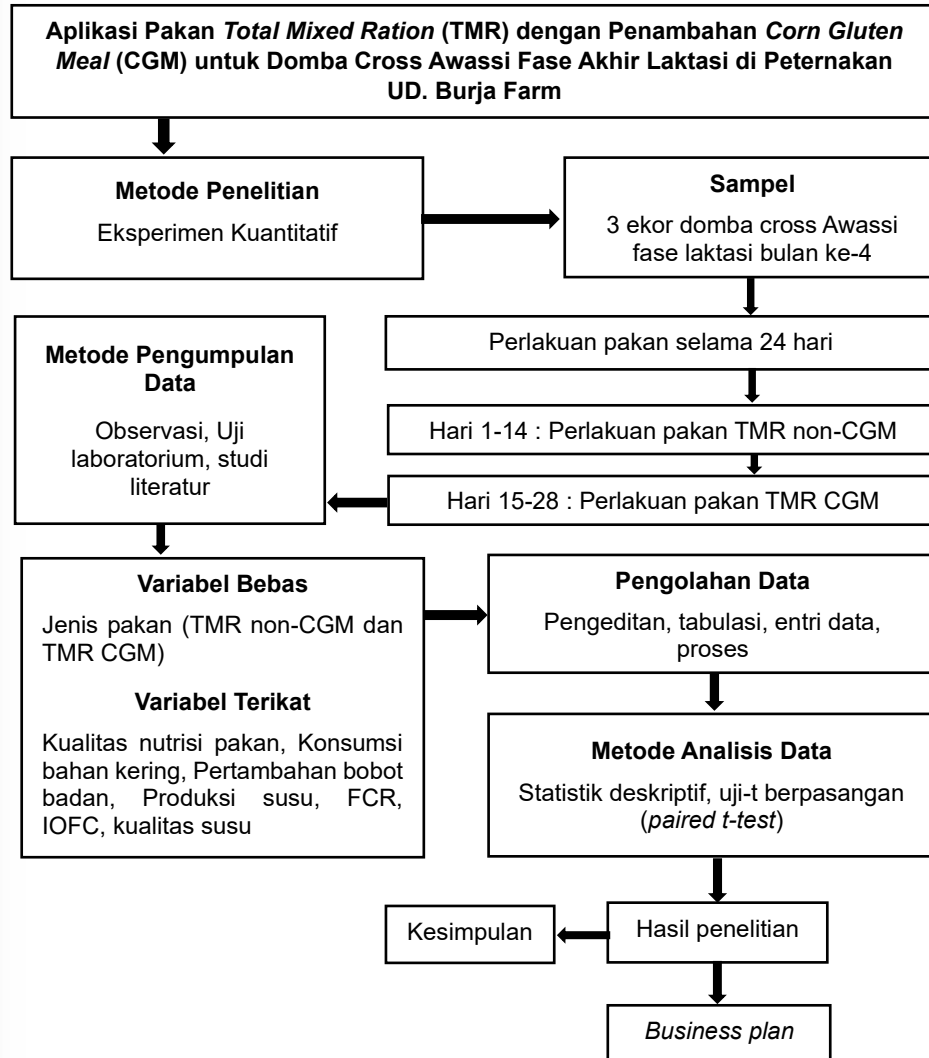 Aplikasi Pakan Total Mixed Ration (TMR) dengan Penambahan Corn Gluten
Meal (CGM) untuk Domba Cross Awassi Fase Akhir Laktasi di Peternakan
UD. Burja Farm
Metode Penelitian
Eksperimen Kuantitatif
Sampel
3 ekor domba cross Awassi
fase laktasi bulan ke-4
Perlakuan pakan selama 24 hari
Hari 1-14 : Perlakuan pakan TMR non-CGM
Hari 15-28 : Perlakuan pakan TMR CGM
Metode Pengumpulan
Data
Observasi, Uji
laboratorium, studi
literatur
Variabel Bebas
Jenis pakan (TMR non-CGM dan
TMR CGM)
Variabel Terikat
Kualitas nutrisi pakan, Konsumsi
bahan kering, Pertambahan bobot
badan, Produksi susu, FCR,
IOFC, kualitas susu
Pengolahan Data
Pengeditan, tabulasi, entri data,
proses
Metode Analisis Data
Statistik deskriptif, uji-t berpasangan
(paired t-test)
Hasil penelitian
Kesimpulan
Business plan